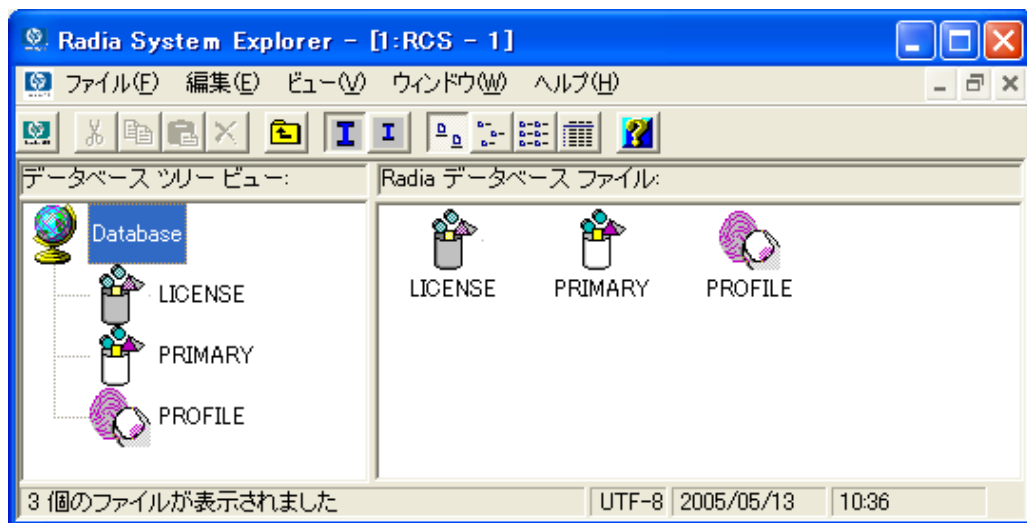 Radia System Explorer - [1:RCS - 1]
ファイル(F) 編集(E) ビュー(V) ウィンドウ(W) ヘルプ(H)
データベース ツリー ビュー:
Radia データベース ファイル:
Database
LICENSE
PRIMARY
PROFILE
LICENSE PRIMARY PROFILE
3 個のファイルが表示されました UTF-8 2005/05/13 10:36